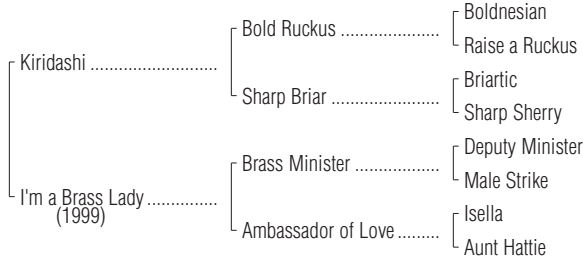 Boldnesian
Bold Ruckus ....................
Raise a Ruckus
Kiridashi ...........................
Briartic
Sharp Briar .......................
Sharp Sherry
Deputy Minister
Brass Minister ..................
Male Strike
I'm a Brass Lady ...............
(1999)
Isella
Ambassador of Love .........
Aunt Hattie